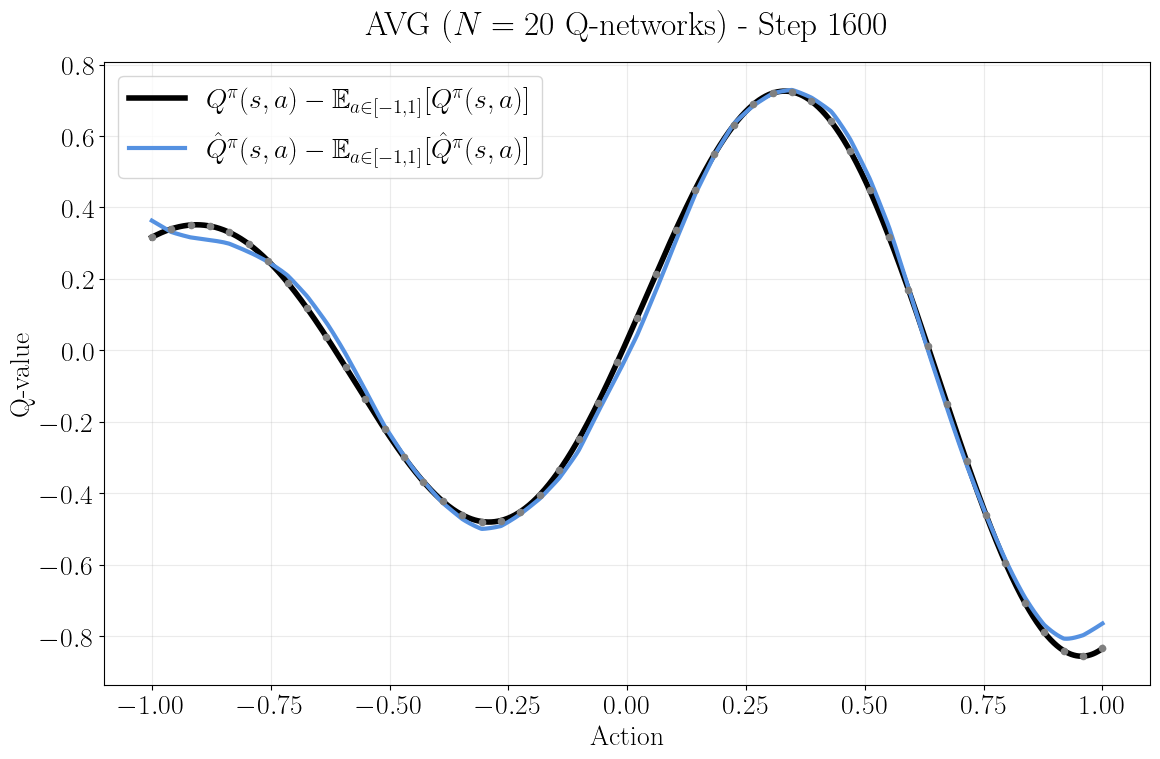 AVG (N = 20 Q-networks) - Step 1600
Q^π(s, a) − 𝔼_{a∈[−1,1]}[Q^π(s, a)]
Q̂^π(s, a) − 𝔼_{a∈[−1,1]}[Q̂^π(s, a)]
Q-value
0.8
0.6
0.4
0.2
0.0
−0.2
−0.4
−0.6
−0.8
−1.00 −0.75 −0.50 −0.25 0.00 0.25 0.50 0.75 1.00
Action